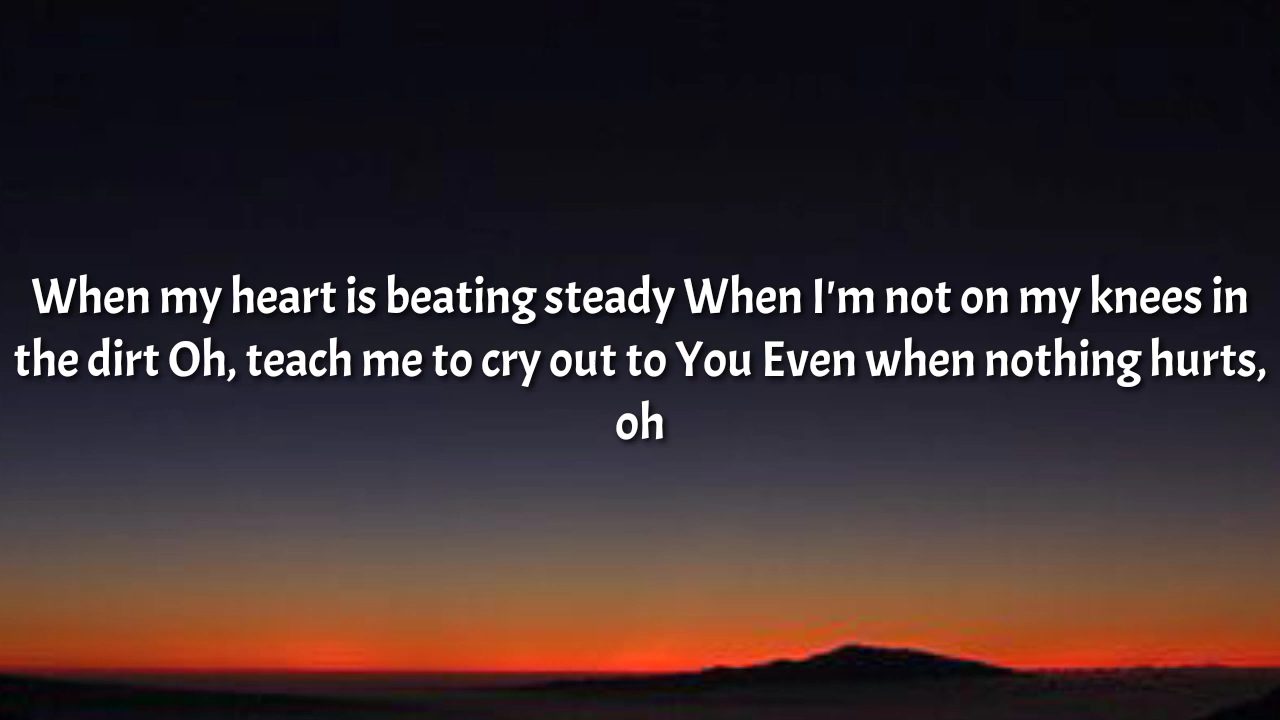 When my heart is beating steady When I'm not on my knees in
the dirt Oh, teach me to cry out to You Even when nothing hurts,
oh